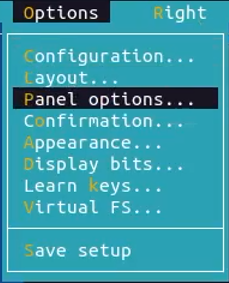 Options Right
Configuration...
Layout...
Panel options...
Confirmation...
Appearance...
Display bits...
Learn keys...
Virtual FS...
Save setup